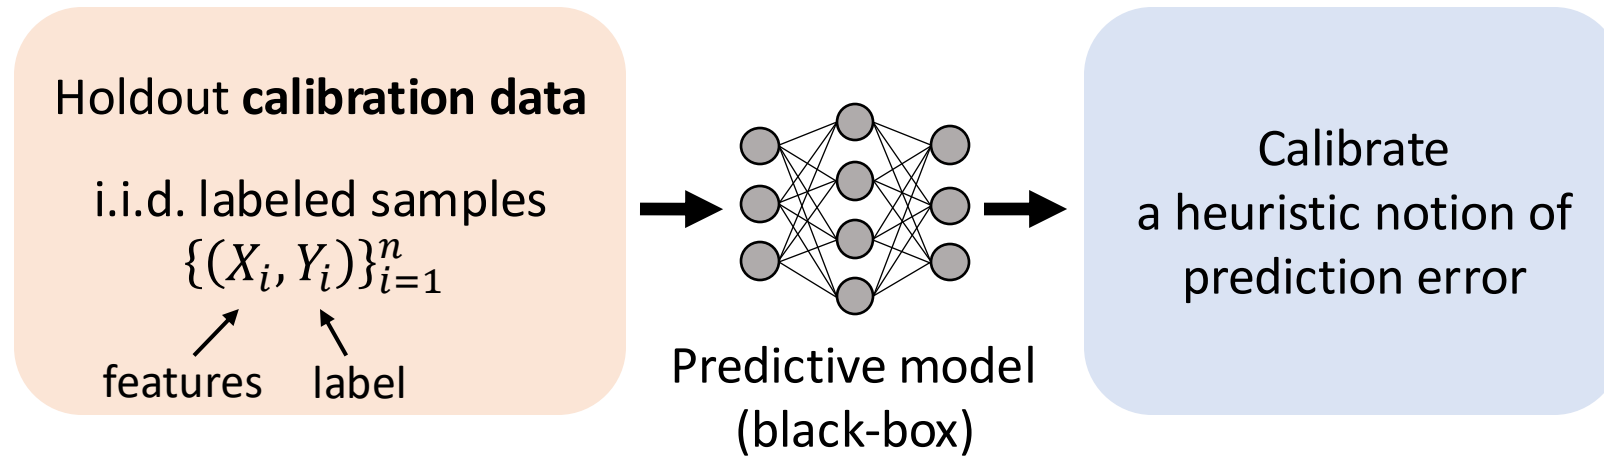 Holdout calibration data
i.i.d. labeled samples
{(Xᵢ, Yᵢ)}ⁿᵢ₌₁
features label
Predictive model
(black-box)
Calibrate
a heuristic notion of
prediction error